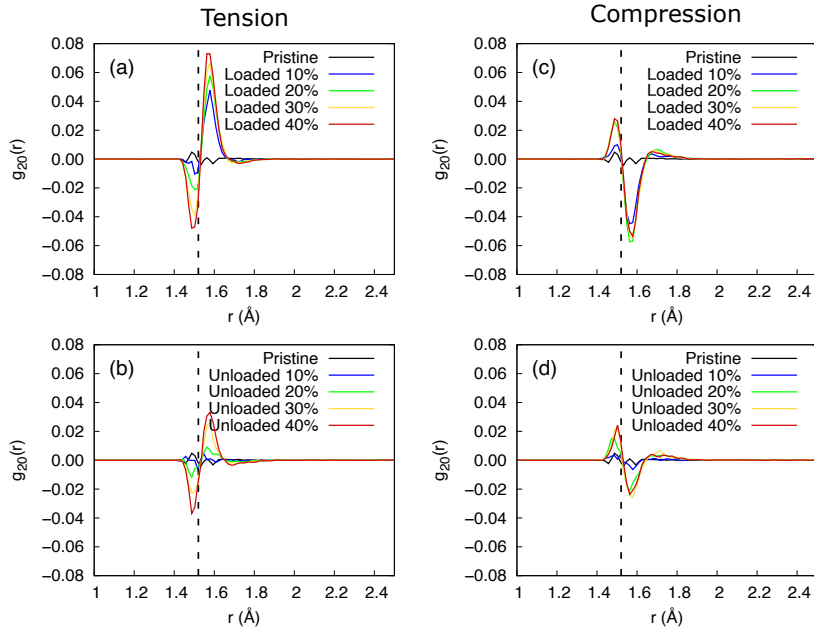 Tension
Compression
0.08
0.06
0.04
0.02
0.00
−0.02
−0.04
−0.06
−0.08
g20(r)
(a)
Pristine
Loaded 10%
Loaded 20%
Loaded 30%
Loaded 40%
1 1.2 1.4 1.6 1.8 2 2.2 2.4
r (Å)
0.08
0.06
0.04
0.02
0.00
−0.02
−0.04
−0.06
−0.08
g20(r)
(c)
Pristine
Loaded 10%
Loaded 20%
Loaded 30%
Loaded 40%
1 1.2 1.4 1.6 1.8 2 2.2 2.4
r (Å)
0.08
0.06
0.04
0.02
0.00
−0.02
−0.04
−0.06
−0.08
g20(r)
(b)
Pristine
Unloaded 10%
Unloaded 20%
Unloaded 30%
Unloaded 40%
1 1.2 1.4 1.6 1.8 2 2.2 2.4
r (Å)
0.08
0.06
0.04
0.02
0.00
−0.02
−0.04
−0.06
−0.08
g20(r)
(d)
Pristine
Unloaded 10%
Unloaded 20%
Unloaded 30%
Unloaded 40%
1 1.2 1.4 1.6 1.8 2 2.2 2.4
r (Å)